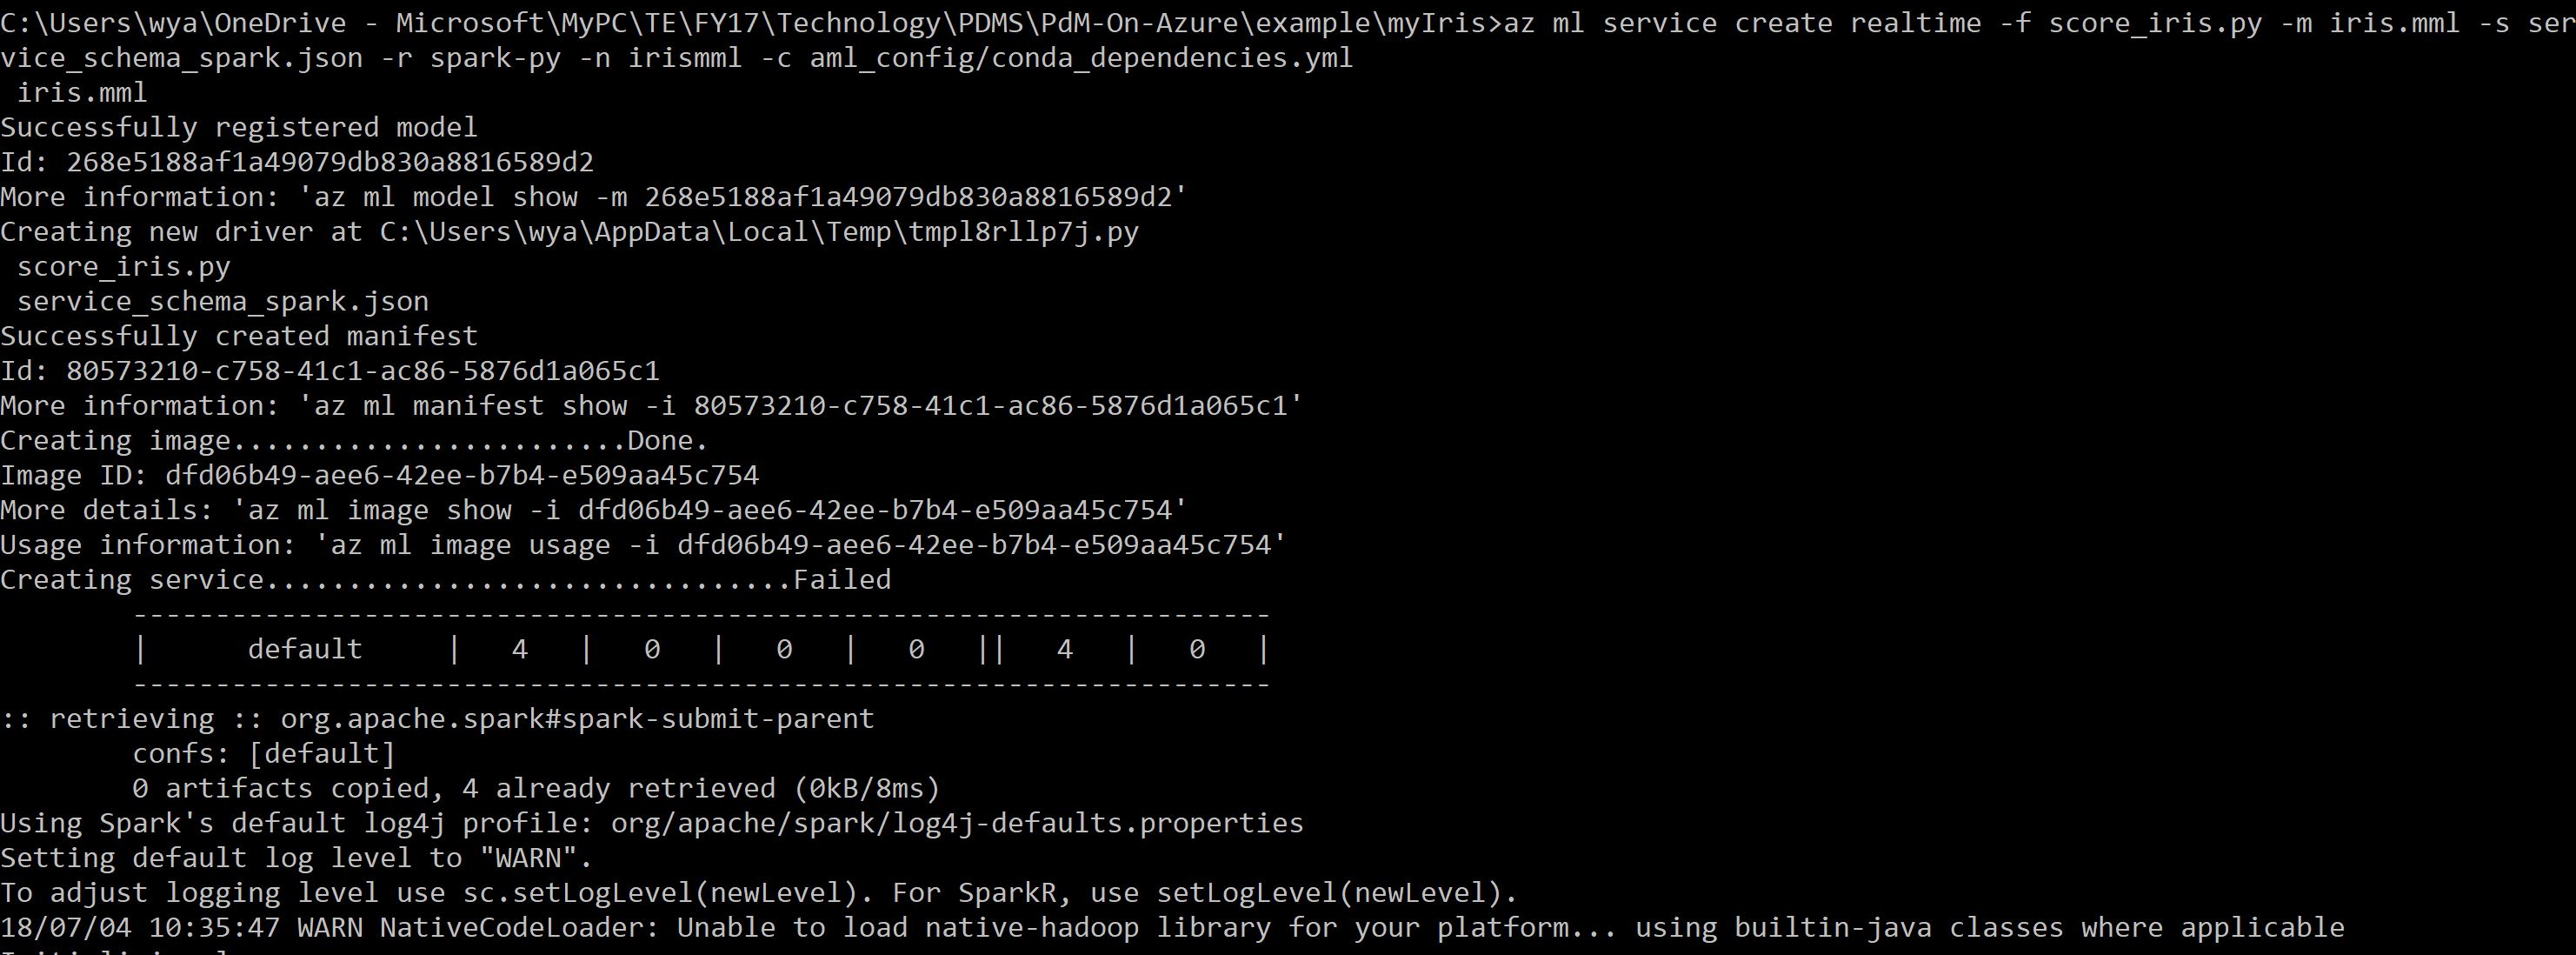 C:\Users\wya\OneDrive - Microsoft\MyPC\TE\FY17\Technology\PDMS\PdM-On-Azure\example\myIris>az ml service create realtime -f score_iris.py -m iris.mml -s ser
vice_schema_spark.json -r spark-py -n irismml -c aml_config/conda_dependencies.yml
 iris.mml
Successfully registered model
Id: 268e5188af1a49079db830a8816589d2
More information: 'az ml model show -m 268e5188af1a49079db830a8816589d2'
Creating new driver at C:\Users\wya\AppData\Local\Temp\tmpl8rllp7j.py
 score_iris.py
 service_schema_spark.json
Successfully created manifest
Id: 80573210-c758-41c1-ac86-5876d1a065c1
More information: 'az ml manifest show -i 80573210-c758-41c1-ac86-5876d1a065c1'
Creating image........................Done.
Image ID: dfd06b49-aee6-42ee-b7b4-e509aa45c754
More details: 'az ml image show -i dfd06b49-aee6-42ee-b7b4-e509aa45c754'
Usage information: 'az ml image usage -i dfd06b49-aee6-42ee-b7b4-e509aa45c754'
Creating service................................Failed
        ---------------------------------------------------------------------
        |      default     |   4   |   0   |   0   |   0   ||   4   |   0   |
        ---------------------------------------------------------------------
:: retrieving :: org.apache.spark#spark-submit-parent
        confs: [default]
        0 artifacts copied, 4 already retrieved (0kB/8ms)
Using Spark's default log4j profile: org/apache/spark/log4j-defaults.properties
Setting default log level to "WARN".
To adjust logging level use sc.setLogLevel(newLevel). For SparkR, use setLogLevel(newLevel).
18/07/04 10:35:47 WARN NativeCodeLoader: Unable to load native-hadoop library for your platform... using builtin-java classes where applicable